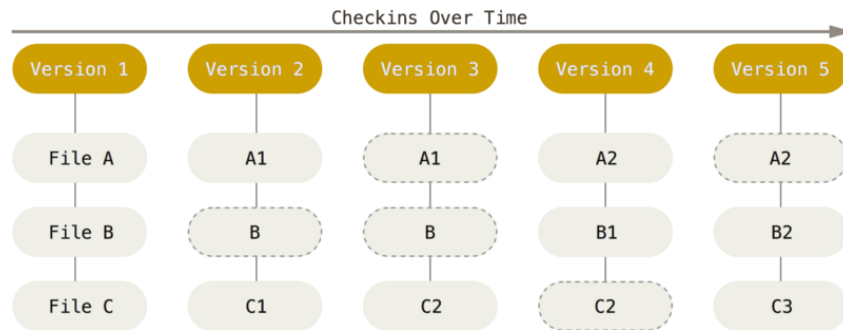 Checkins Over Time
Version 1 Version 2 Version 3 Version 4 Version 5
File A A1 A1 A2 A2
File B B B B1 B2
File C C1 C2 C2 C3